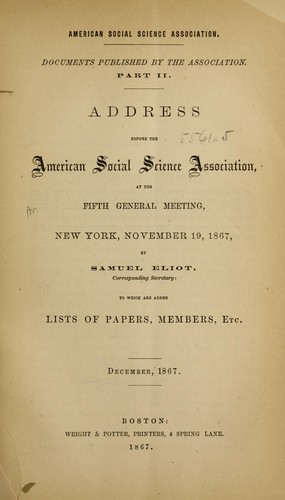 AMERICAN SOCIAL SCIENCE ASSOCIATION.
DOCUMENTS PUBLISHED BY THE ASSOCIATION.
PART II.
ADDRESS
BEFORE THE
5561.5
American Social Science Association,
AT THE
FIFTH GENERAL MEETING,
NEW YORK, NOVEMBER 19, 1867,
BY
SAMUEL ELIOT,
Corresponding Secretary:
TO WHICH ARE ADDED
LISTS OF PAPERS, MEMBERS, ETC.
DECEMBER, 1867.
BOSTON:
WRIGHT & POTTER, PRINTERS, 4 SPRING LANE.
1867.